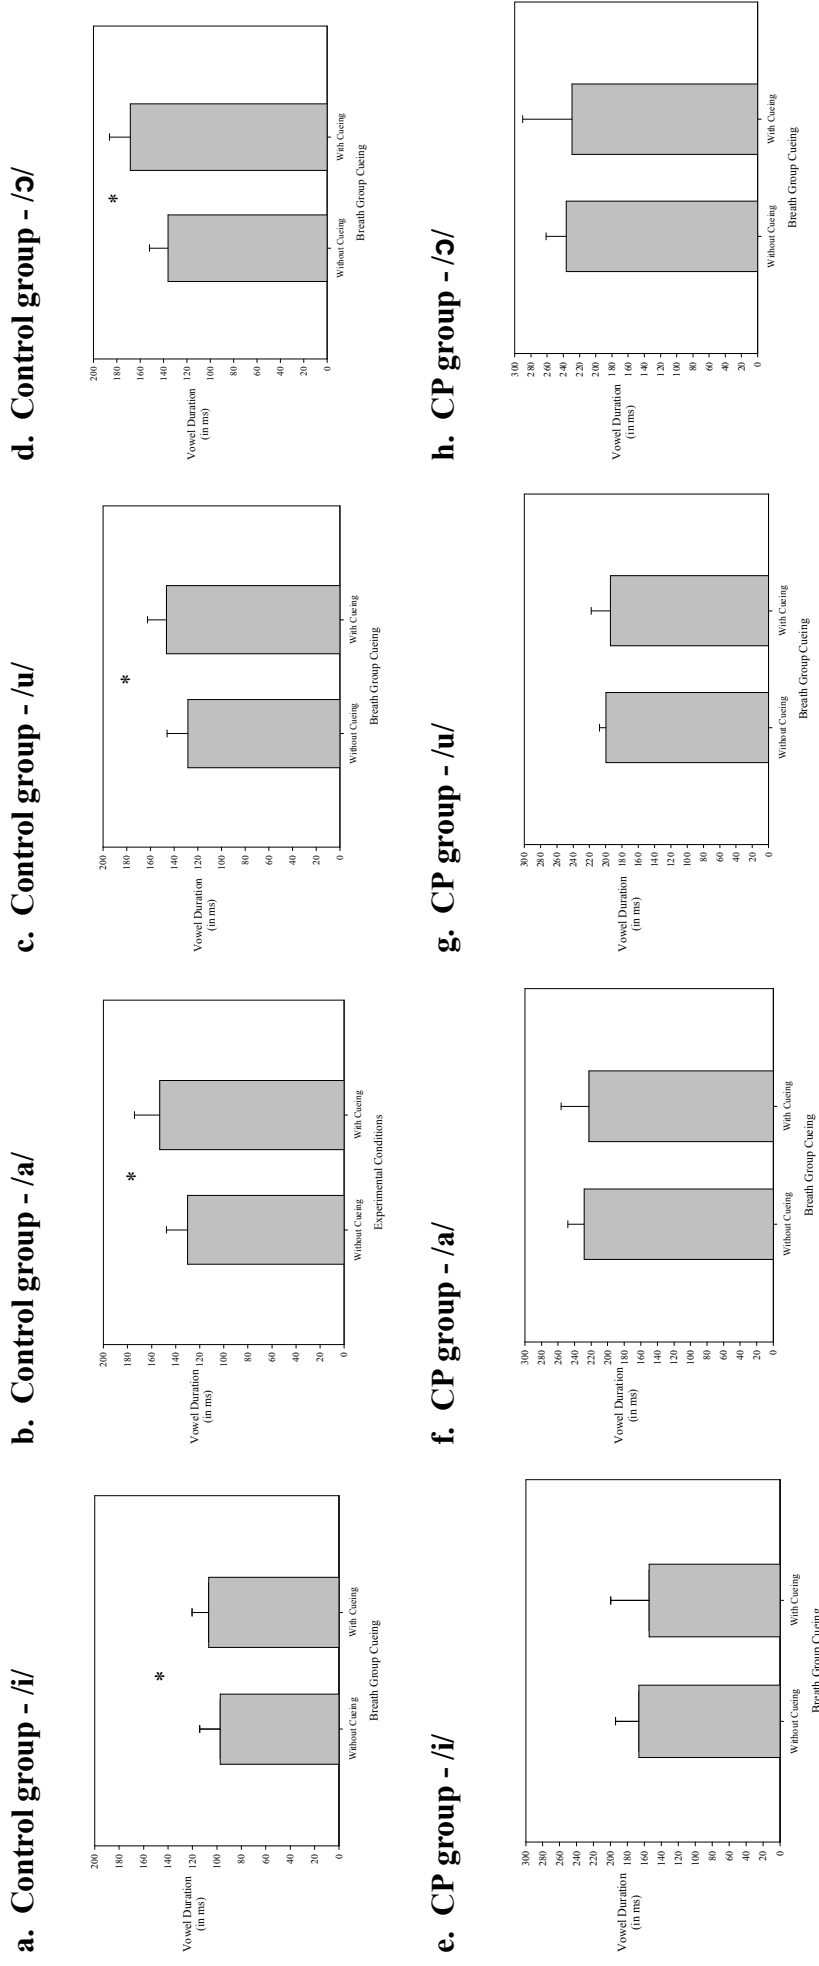 a. Control group - /i/
200
180
160
140
120
100
80
60
40
20
0
Vowel Duration
(in ms)
*
Without Cueing
With Cueing
Breath Group Cueing
b. Control group - /a/
200
180
160
140
120
100
80
60
40
20
0
Vowel Duration
(in ms)
*
Without Cueing
With Cueing
Experimental Conditions
c. Control group - /u/
200
180
160
140
120
100
80
60
40
20
0
Vowel Duration
(in ms)
*
Without Cueing
With Cueing
Breath Group Cueing
d. Control group - /ɔ/
200
180
160
140
120
100
80
60
40
20
0
Vowel Duration
(in ms)
*
Without Cueing
With Cueing
Breath Group Cueing
e. CP group - /i/
300
280
260
240
220
200
180
160
140
120
100
80
60
40
20
0
Vowel Duration
(in ms)
Without Cueing
With Cueing
Breath Group Cueing
f. CP group - /a/
300
280
260
240
220
200
180
160
140
120
100
80
60
40
20
0
Vowel Duration
(in ms)
Without Cueing
With Cueing
Breath Group Cueing
g. CP group - /u/
300
280
260
240
220
200
180
160
140
120
100
80
60
40
20
0
Vowel Duration
(in ms)
Without Cueing
With Cueing
Breath Group Cueing
h. CP group - /ɔ/
300
280
260
240
220
200
180
160
140
120
100
80
60
40
20
0
Vowel Duration
(in ms)
Without Cueing
With Cueing
Breath Group Cueing